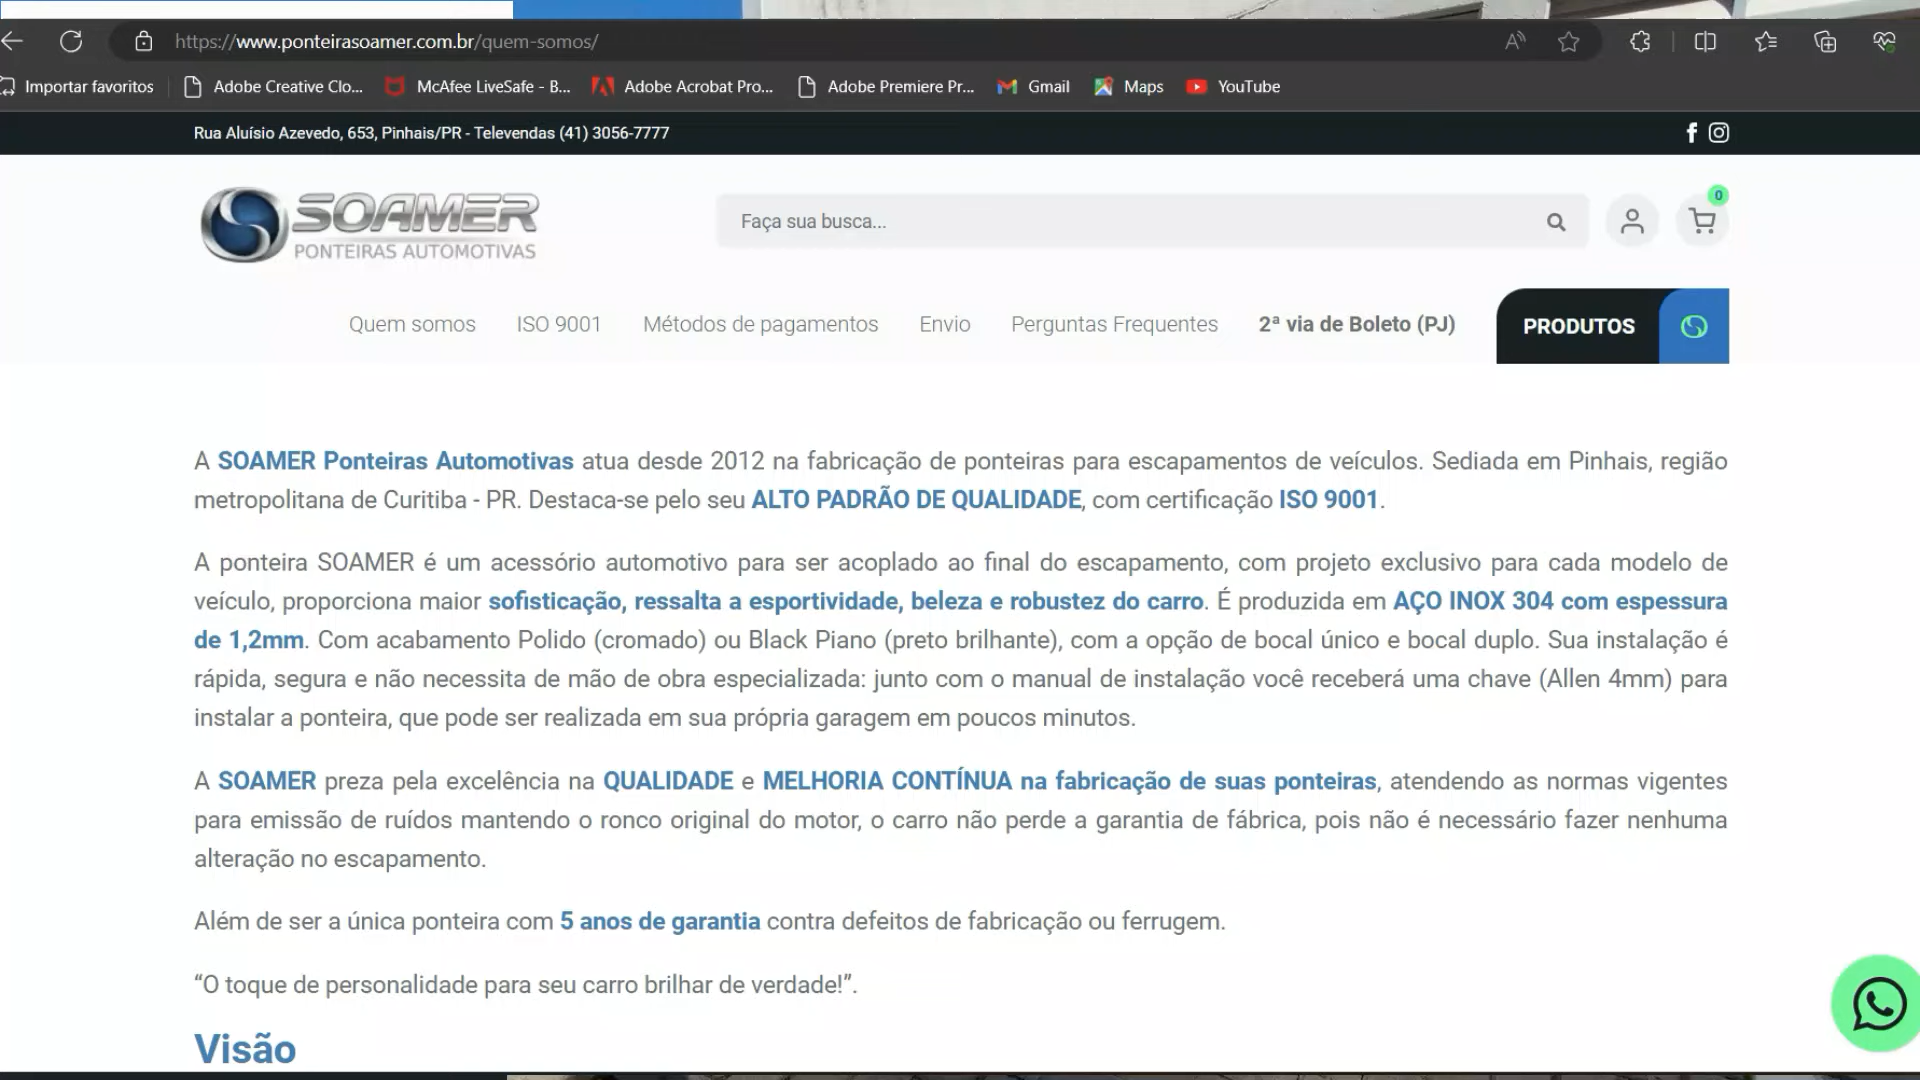 https://www.ponteirasoamer.com.br/quem-somos/
Importar favoritos
Adobe Creative Clo...
McAfee LiveSafe - B...
Adobe Acrobat Pro...
Adobe Premiere Pr...
Gmail
Maps
YouTube
Rua Aluísio Azevedo, 653, Pinhais/PR - Televendas (41) 3056-7777
SOAMER
PONTEIRAS AUTOMOTIVAS
Faça sua busca...
0
Quem somos
ISO 9001
Métodos de pagamentos
Envio
Perguntas Frequentes
2ª via de Boleto (PJ)
PRODUTOS
A SOAMER Ponteiras Automotivas atua desde 2012 na fabricação de ponteiras para escapamentos de veículos. Sediada em Pinhais, região
metropolitana de Curitiba - PR. Destaca-se pelo seu ALTO PADRÃO DE QUALIDADE, com certificação ISO 9001.
A ponteira SOAMER é um acessório automotivo para ser acoplado ao final do escapamento, com projeto exclusivo para cada modelo de
veículo, proporciona maior sofisticação, ressalta a esportividade, beleza e robustez do carro. É produzida em AÇO INOX 304 com espessura
de 1,2mm. Com acabamento Polido (cromado) ou Black Piano (preto brilhante), com a opção de bocal único e bocal duplo. Sua instalação é
rápida, segura e não necessita de mão de obra especializada: junto com o manual de instalação você receberá uma chave (Allen 4mm) para
instalar a ponteira, que pode ser realizada em sua própria garagem em poucos minutos.
A SOAMER preza pela excelência na QUALIDADE e MELHORIA CONTÍNUA na fabricação de suas ponteiras, atendendo as normas vigentes
para emissão de ruídos mantendo o ronco original do motor, o carro não perde a garantia de fábrica, pois não é necessário fazer nenhuma
alteração no escapamento.
Além de ser a única ponteira com 5 anos de garantia contra defeitos de fabricação ou ferrugem.
“O toque de personalidade para seu carro brilhar de verdade!”.
Visão